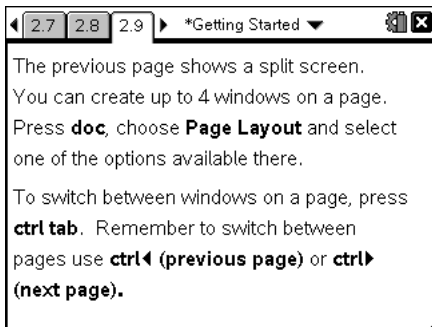 2.7 2.8 2.9 *Getting Started
The previous page shows a split screen.
You can create up to 4 windows on a page.
Press doc, choose Page Layout and select
one of the options available there.
To switch between windows on a page, press
ctrl tab. Remember to switch between
pages use ctrl◀ (previous page) or ctrl▶
(next page).